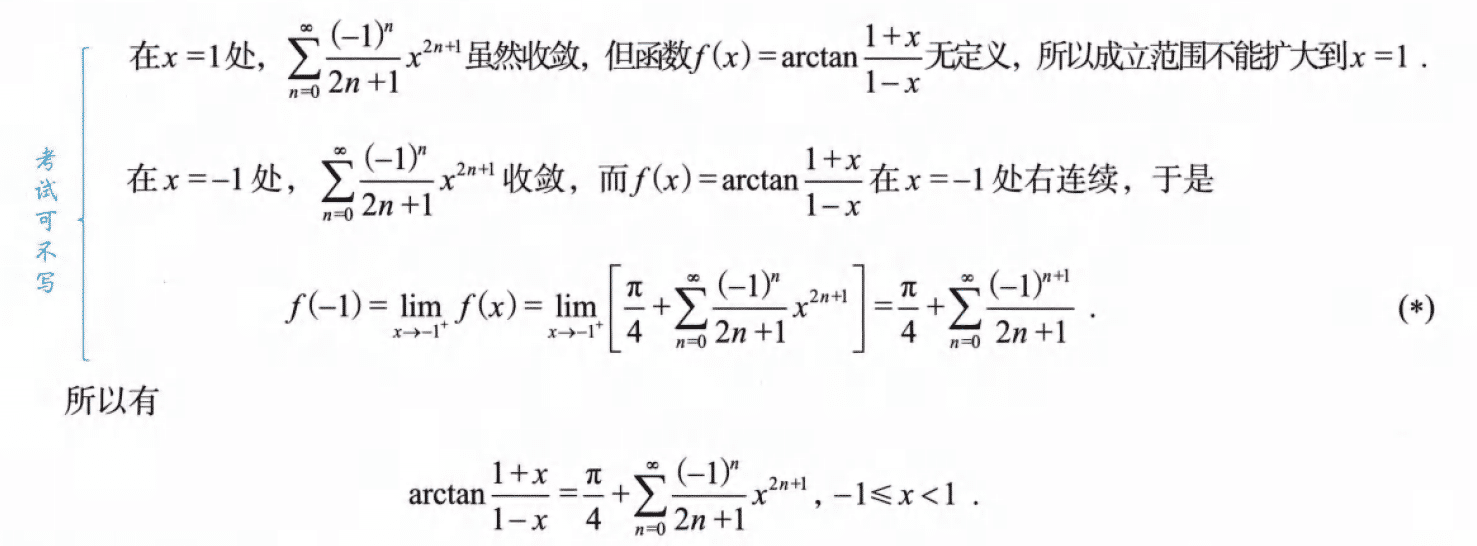 在x=1处，$\sum_{n=0}^{\infty}\frac{(-1)^n}{2n+1}x^{2n+1}$虽然收敛，但函数$f(x)=\arctan\frac{1+x}{1-x}$无定义，所以成立范围不能扩大到x=1．
考试可不写
在x=-1处，$\sum_{n=0}^{\infty}\frac{(-1)^n}{2n+1}x^{2n+1}$收敛，而$f(x)=\arctan\frac{1+x}{1-x}$在x=-1处右连续，于是
$f(-1)=\lim_{x\to-1^+}f(x)=\lim_{x\to-1^+}\left[\frac{\pi}{4}+\sum_{n=0}^{\infty}\frac{(-1)^n}{2n+1}x^{2n+1}\right]=\frac{\pi}{4}+\sum_{n=0}^{\infty}\frac{(-1)^{n+1}}{2n+1}$． (*)
所以有
$\arctan\frac{1+x}{1-x}=\frac{\pi}{4}+\sum_{n=0}^{\infty}\frac{(-1)^n}{2n+1}x^{2n+1}$，$-1\leqslant x<1$．